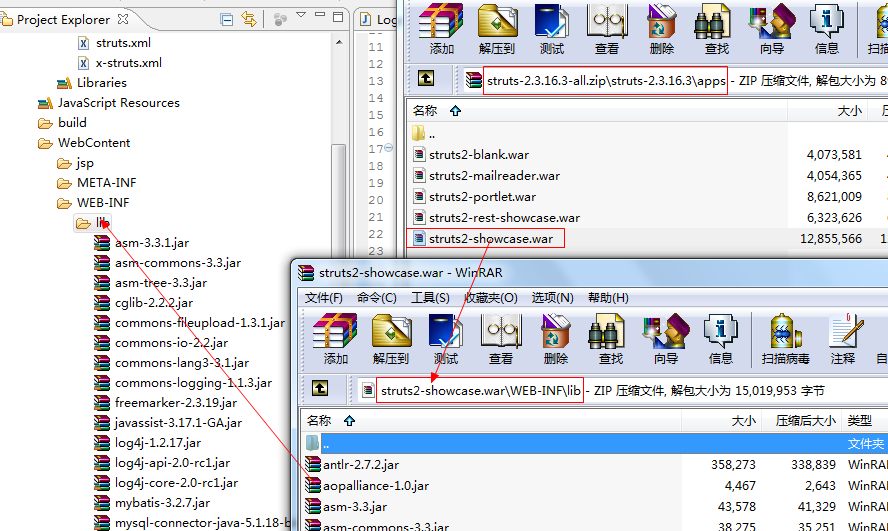 Project Explorer
struts.xml
x-struts.xml
Libraries
JavaScript Resources
build
WebContent
jsp
META-INF
WEB-INF
lib
asm-3.3.1.jar
asm-commons-3.3.jar
asm-tree-3.3.jar
cglib-2.2.2.jar
commons-fileupload-1.3.1.jar
commons-io-2.2.jar
commons-lang3-3.1.jar
commons-logging-1.1.3.jar
freemarker-2.3.19.jar
javassist-3.17.1-GA.jar
log4j-1.2.17.jar
log4j-api-2.0-rc1.jar
log4j-core-2.0-rc1.jar
mybatis-3.2.7.jar
mysql-connector-java-5.1.18-b
Log
11
12
13
14
15
16
17
18
19
20
21
22
23
添加 解压到 测试 查看 删除 查找 向导 信息 扫描
struts-2.3.16.3-all.zip\struts-2.3.16.3\apps - ZIP 压缩文件, 解包大小为 8
名称 大小
..
struts2-blank.war 4,073,581
struts2-mailreader.war 4,054,365
struts2-portlet.war 8,621,009
struts2-rest-showcase.war 6,323,626
struts2-showcase.war 12,855,566 1
struts2-showcase.war - WinRAR
文件(F) 命令(C) 工具(S) 收藏夹(O) 选项(N) 帮助(H)
添加 解压到 测试 查看 删除 查找 向导 信息 扫描病毒 注释 自
struts2-showcase.war\WEB-INF\lib - ZIP 压缩文件, 解包大小为 15,019,953 字节
名称 大小 压缩后大小 类型
.. 文件夹
antlr-2.7.2.jar 358,273 338,839 WinRAR
aopalliance-1.0.jar 4,467 2,643 WinRAR
asm-3.3.jar 43,578 41,329 WinRAR
asm-commons-3.3.jar 38,275 35,251 WinRAR